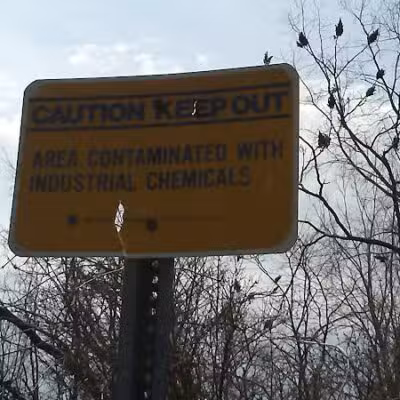 CAUTION KEEP OUT
AREA CONTAMINATED WITH
INDUSTRIAL CHEMICALS